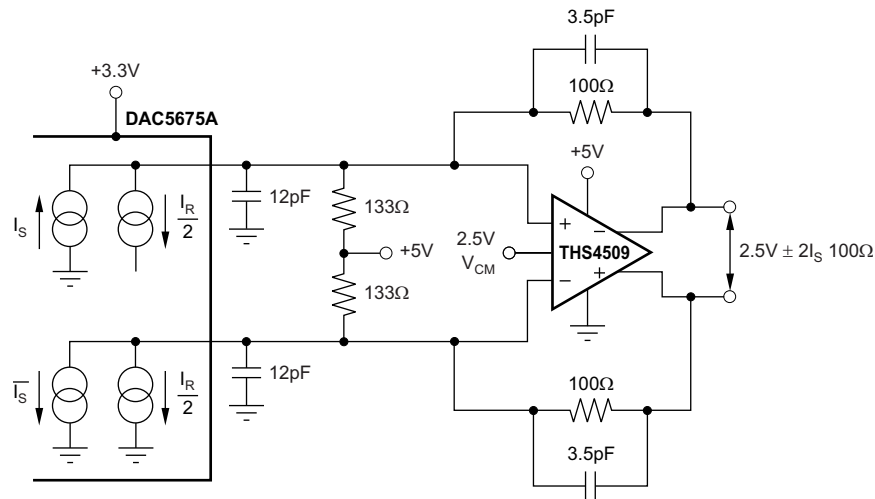 3.5pF
+3.3V
100Ω
DAC5675A
+5V
12pF
133Ω
I_S
I_R
2
+5V
2.5V
V_CM
+
−
THS4509
+
−
2.5V ± 2I_S 100Ω
133Ω
I_S
I_R
2
12pF
100Ω
3.5pF